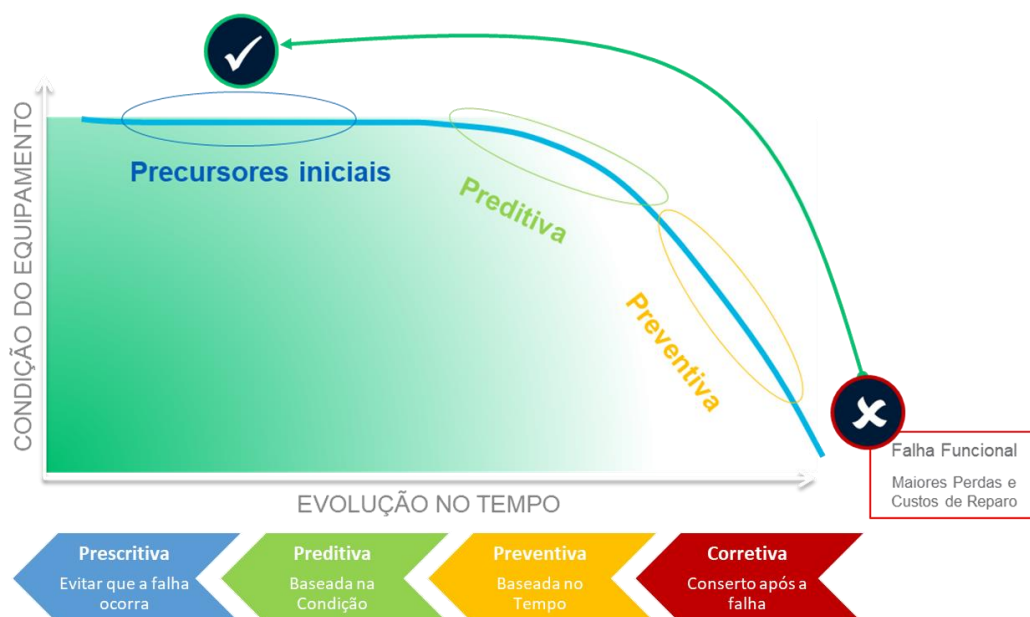 CONDIÇÃO DO EQUIPAMENTO
Precursores iniciais
Preditiva
Preventiva
Falha Funcional
Maiores Perdas e
Custos de Reparo
EVOLUÇÃO NO TEMPO
Prescritiva
Evitar que a falha
ocorra
Preditiva
Baseada na
Condição
Preventiva
Baseada no
Tempo
Corretiva
Conserto após a
falha